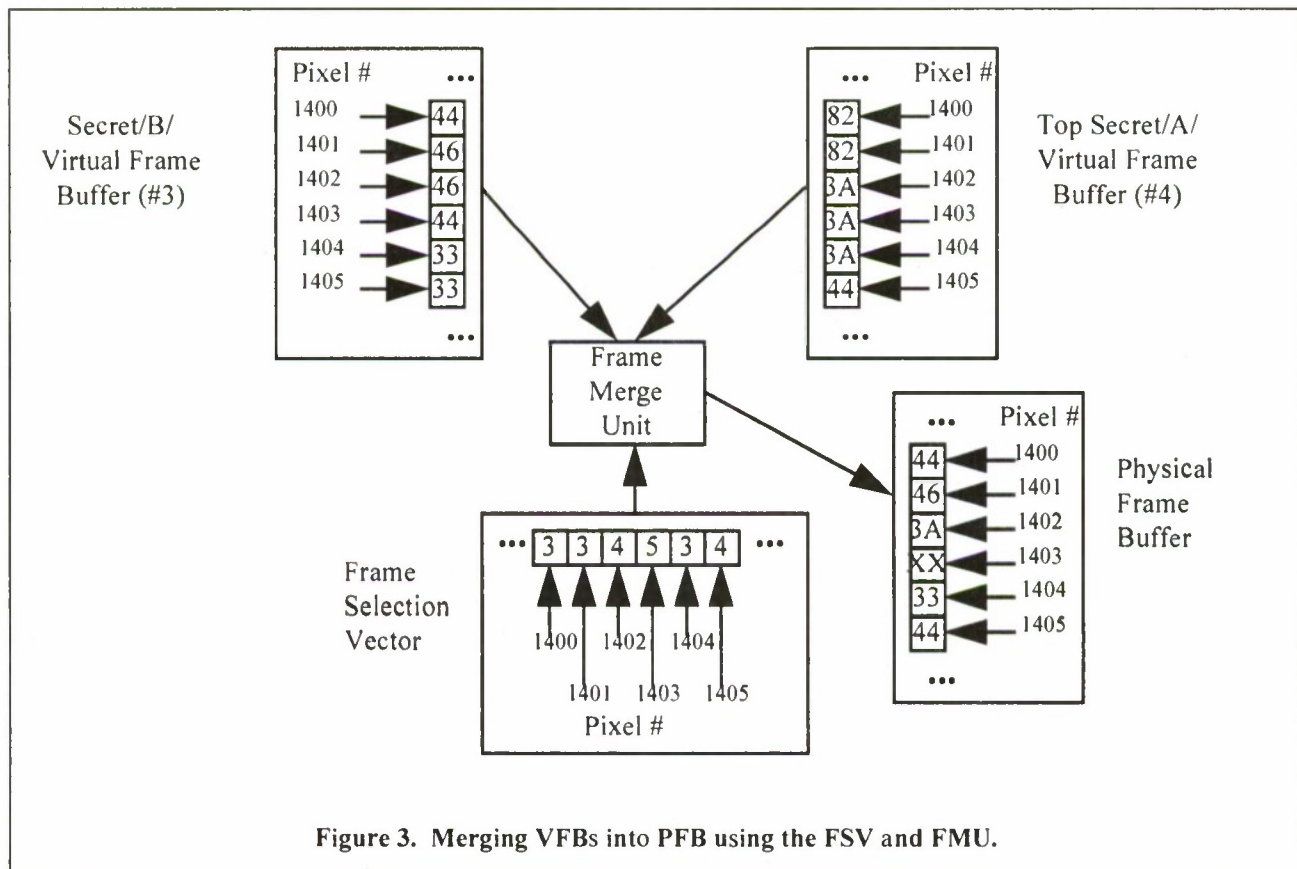 Pixel # ...
1400 44
1401 46
1402 46
1403 44
1404 33
1405 33
...
Secret/B/
Virtual Frame
Buffer (#3)
... Pixel #
82 1400
82 1401
3A 1402
3A 1403
3A 1404
44 1405
...
Top Secret/A/
Virtual Frame
Buffer (#4)
Frame
Merge
Unit
... Pixel #
44 1400
46 1401
3A 1402
XX 1403
33 1404
44 1405
...
Physical
Frame
Buffer
... 3 3 4 5 3 4 ...
Frame
Selection
Vector
1400 1402 1404
1401 1403 1405
Pixel #
Figure 3. Merging VFBs into PFB using the FSV and FMU.